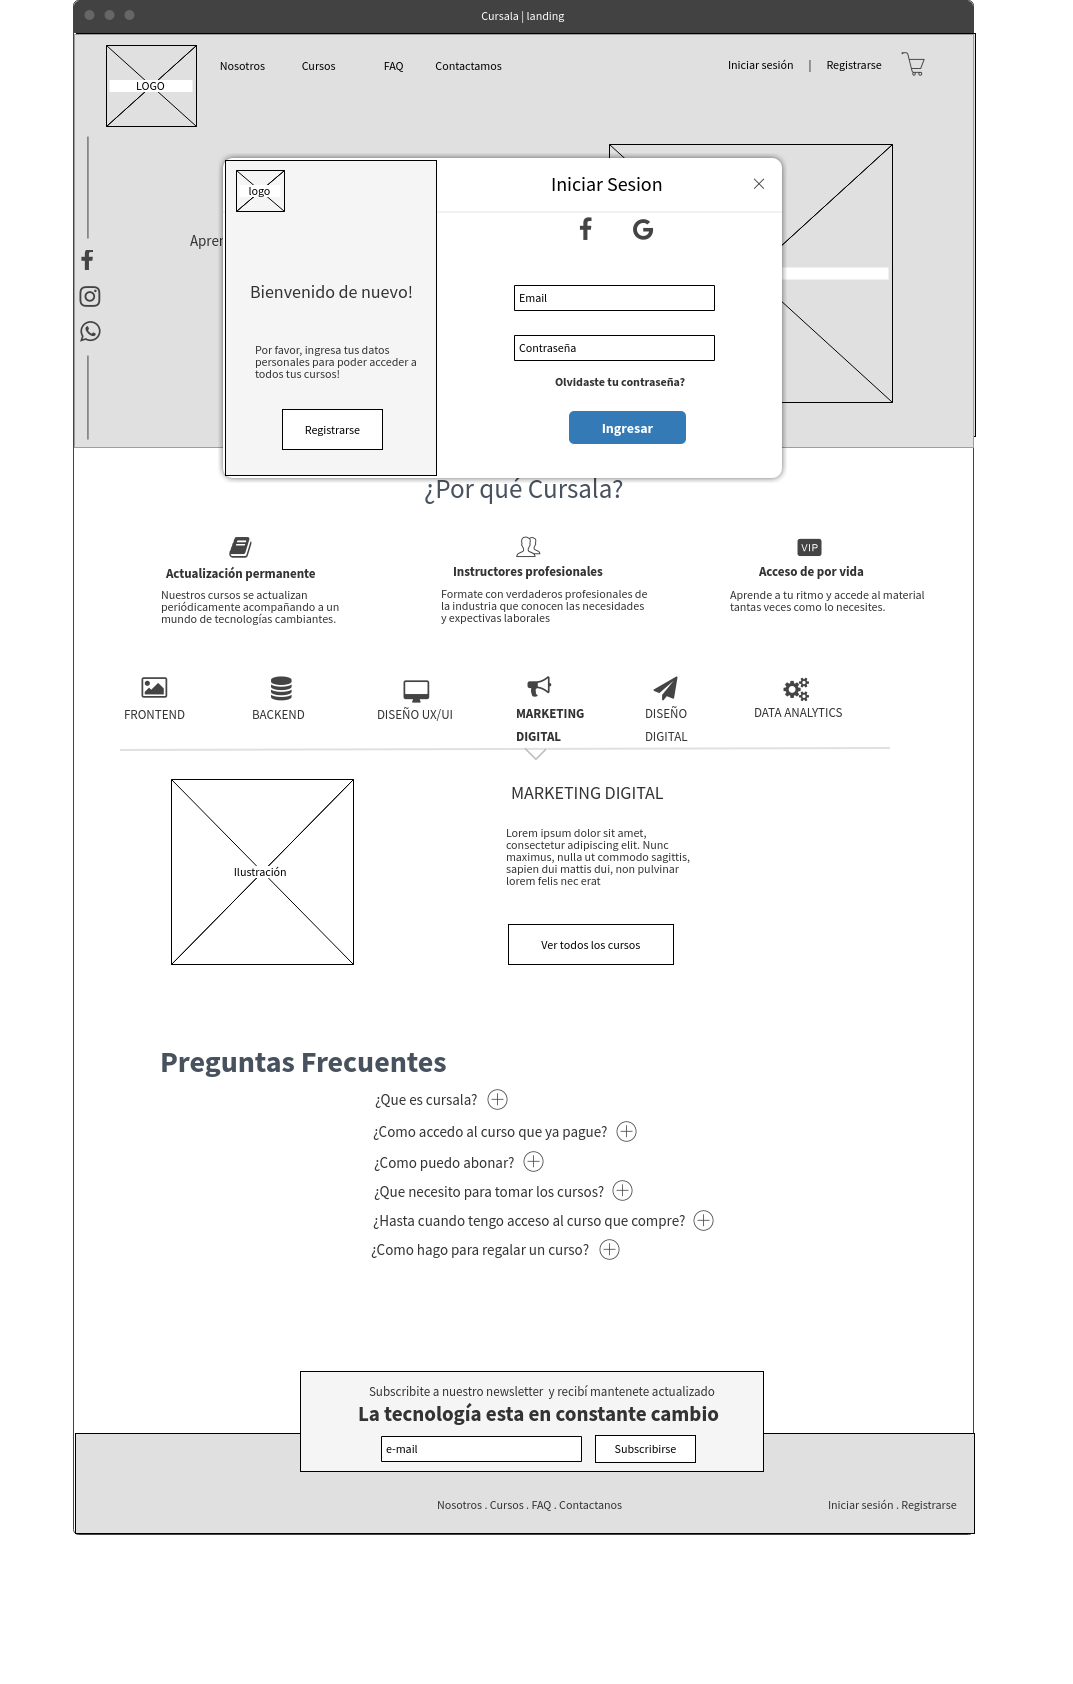 Cursala | landing
LOGO
Nosotros
Cursos
FAQ
Contactamos
Iniciar sesión | Registrarse
logo
Iniciar Sesion
Bienvenido de nuevo!
Por favor, ingresa tus datos
personales para poder acceder a
todos tus cursos!
Registrarse
Email
Contraseña
Olvidaste tu contraseña?
Ingresar
¿Por qué Cursala?
Actualización permanente
Nuestros cursos se actualizan
periódicamente acompañando a un
mundo de tecnologías cambiantes.
Instructores profesionales
Formate con verdaderos profesionales de
la industria que conocen las necesidades
y expectivas laborales
VIP
Acceso de por vida
Aprende a tu ritmo y accede al material
tantas veces como lo necesites.
FRONTEND
BACKEND
DISEÑO UX/UI
MARKETING
DIGITAL
DISEÑO
DIGITAL
DATA ANALYTICS
Ilustración
MARKETING DIGITAL
Lorem ipsum dolor sit amet,
consectetur adipiscing elit. Nunc
maximus, nulla ut commodo sagittis,
sapien dui mattis dui, non pulvinar
lorem felis nec erat
Ver todos los cursos
Preguntas Frecuentes
¿Que es cursala?
¿Como accedo al curso que ya pague?
¿Como puedo abonar?
¿Que necesito para tomar los cursos?
¿Hasta cuando tengo acceso al curso que compre?
¿Como hago para regalar un curso?
Subscribite a nuestro newsletter y recibí mantenete actualizado
La tecnología esta en constante cambio
e-mail
Subscribirse
Nosotros . Cursos . FAQ . Contactanos
Iniciar sesión . Registrarse